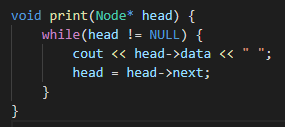 void print(Node* head) {
    while(head != NULL) {
        cout << head->data << " ";
        head = head->next;
    }
}